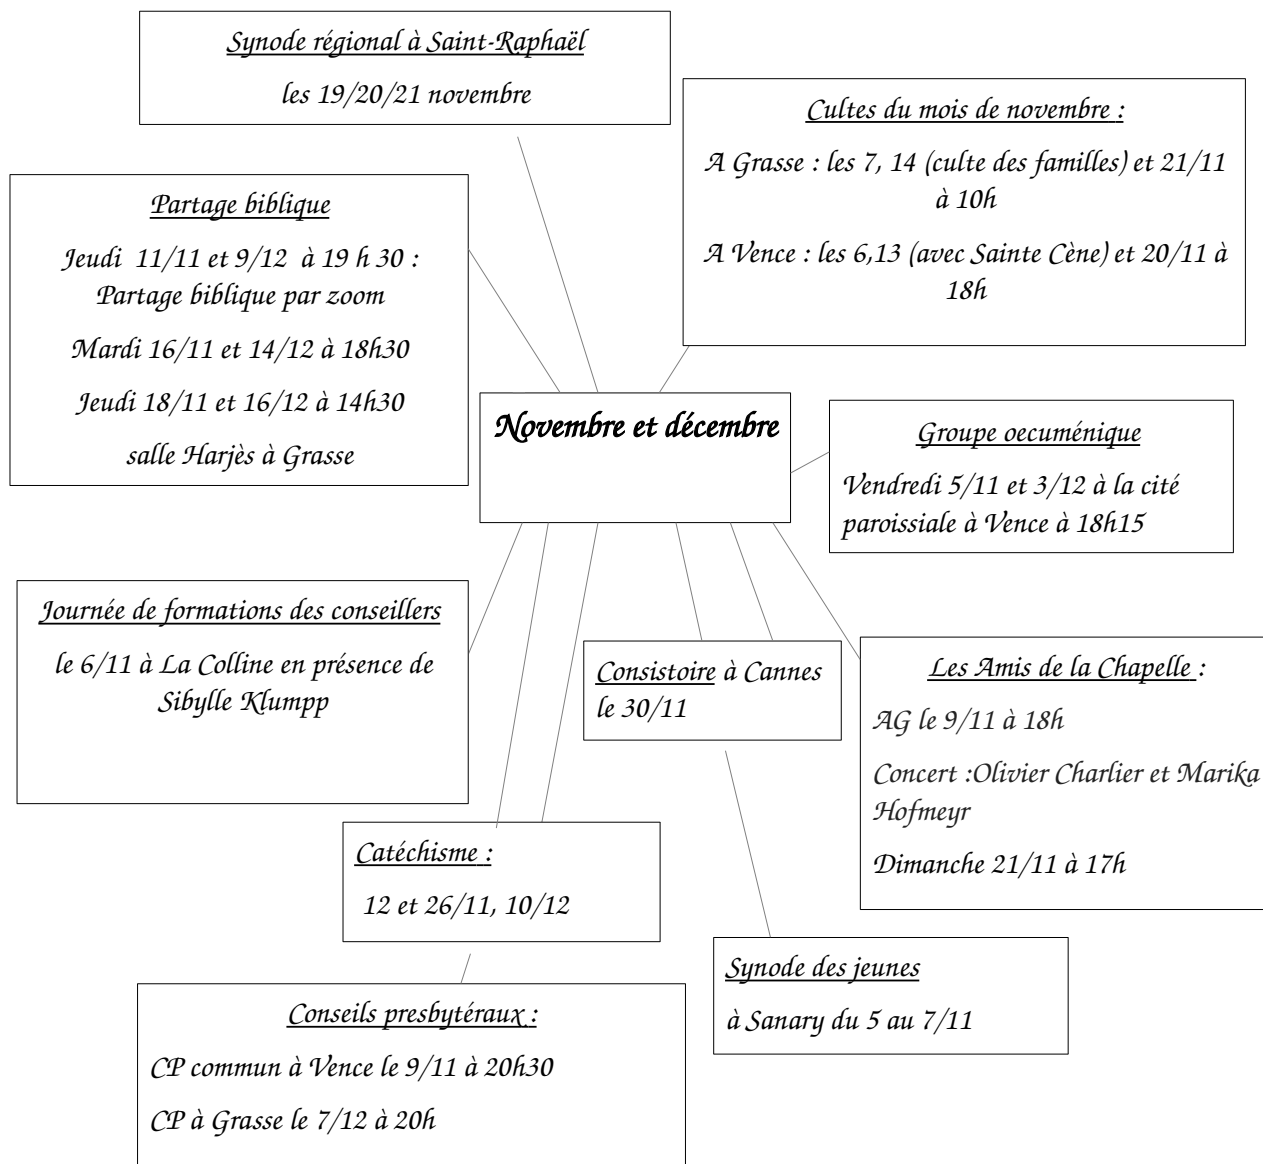 Synode régional à Saint-Raphaël
les 19/20/21 novembre
Cultes du mois de novembre :
A Grasse : les 7, 14 (culte des familles) et 21/11
à 10h
A Vence : les 6,13 (avec Sainte Cène) et 20/11 à
18h
Partage biblique
Jeudi 11/11 et 9/12 à 19 h 30 :
Partage biblique par zoom
Mardi 16/11 et 14/12 à 18h30
Jeudi 18/11 et 16/12 à 14h30
salle Harjès à Grasse
Novembre et décembre
Groupe oecuménique
Vendredi 5/11 et 3/12 à la cité
paroissiale à Vence à 18h15
Journée de formations des conseillers
le 6/11 à La Colline en présence de
Sibylle Klumpp
Consistoire à Cannes
le 30/11
Les Amis de la Chapelle :
AG le 9/11 à 18h
Concert :Olivier Charlier et Marika
Hofmeyr
Dimanche 21/11 à 17h
Catéchisme :
12 et 26/11, 10/12
Synode des jeunes
à Sanary du 5 au 7/11
Conseils presbytéraux :
CP commun à Vence le 9/11 à 20h30
CP à Grasse le 7/12 à 20h